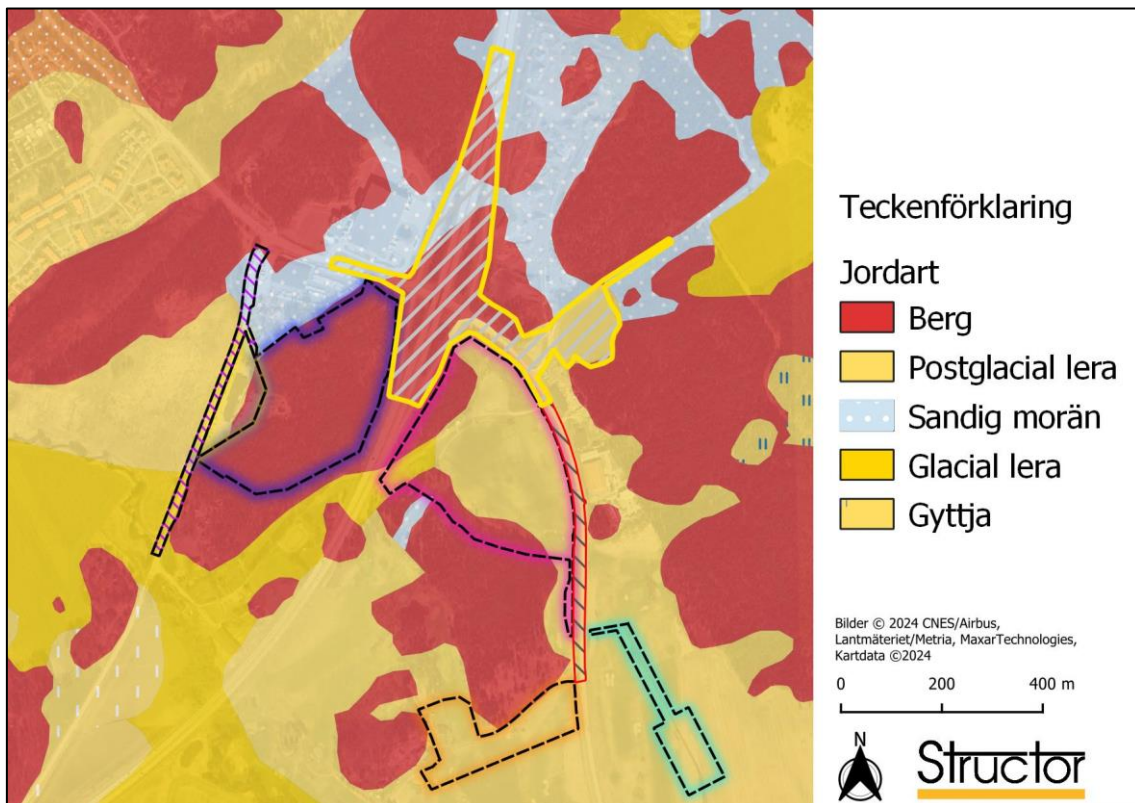 Teckenförklaring
Jordart
Berg
Postglacial lera
Sandig morän
Glacial lera
Gyttja
Bilder © 2024 CNES/Airbus,
Lantmäteriet/Metria, MaxarTechnologies,
Kartdata ©2024
0 200 400 m
N
Structor